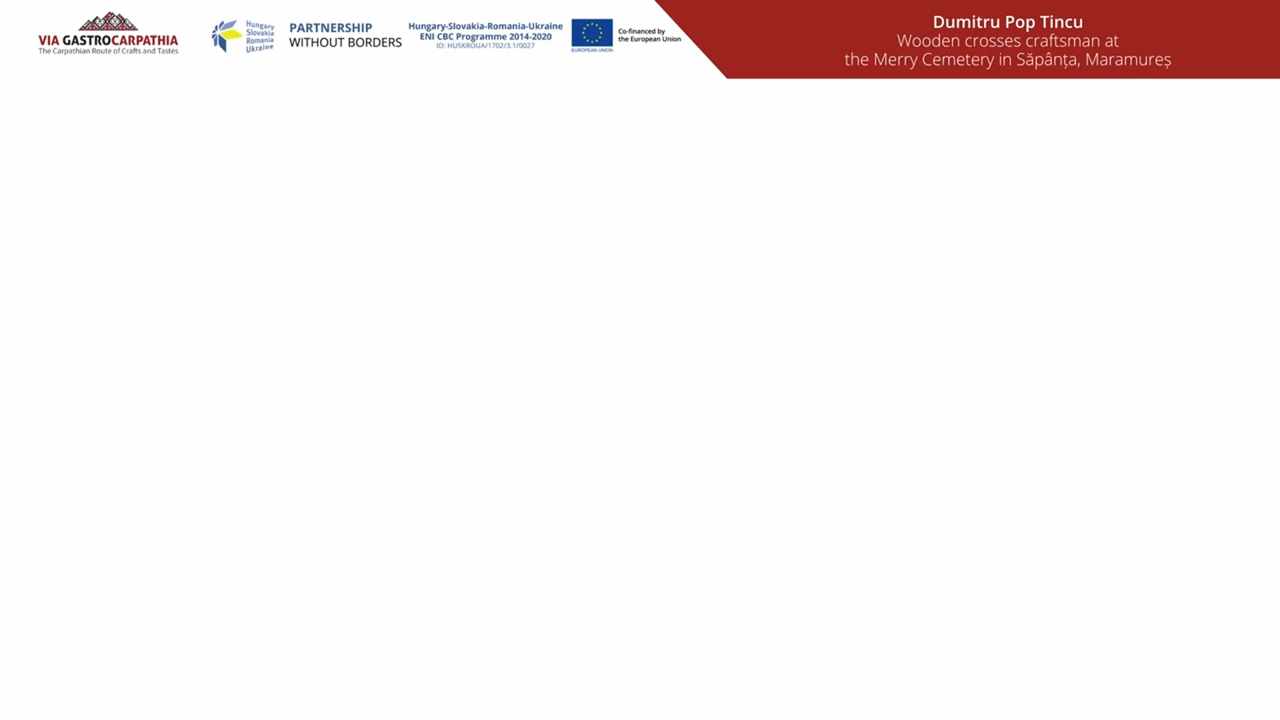 VIA GASTROCARPATHIA
The Carpathian Route of Crafts and Tastes
Hungary
Slovakia
Romania
Ukraine
PARTNERSHIP
WITHOUT BORDERS
Hungary-Slovakia-Romania-Ukraine
ENI CBC Programme 2014-2020
ID: HUSKROUA/1702/3.1/0027
EUROPEAN UNION
Co-financed by
the European Union
Dumitru Pop Tincu
Wooden crosses craftsman at
the Merry Cemetery in Săpânța, Maramureș